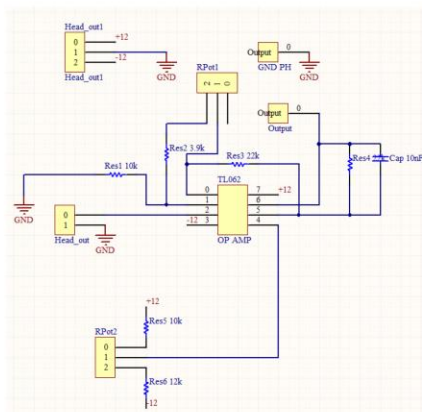 Head_out1
0
1
2
+12
-12
Head_out1
GND
Output
0
GND PH
GND
RPot1
2
1
0
Output
0
Output
Res2 3.9k
Res3 22k
Res1 10k
Cap 10nF
TL062
0
1
2
3
7
6
5
4
+12
-12
OP AMP
GND
0
1
Head_out
GND
+12
Res5 10k
RPot2
0
1
2
Res6 12k
-12